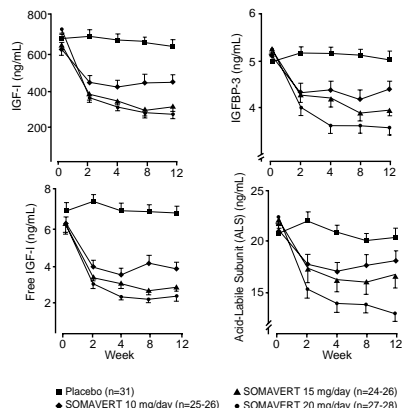 800
600
400
200
IGF-I (ng/mL)
0 2 4 8 12
6
5
4
IGFBP-3 (ng/mL)
0 2 4 8 12
8
6
4
2
Free IGF-I (ng/mL)
0 2 4 8 12
Week
25
20
15
Acid-Labile Subunit (ALS) (ng/mL)
0 2 4 8 12
Week
Placebo (n=31)
SOMAVERT 15 mg/day (n=24-26)
SOMAVERT 10 mg/day (n=25-26)
SOMAVERT 20 mg/day (n=27-28)